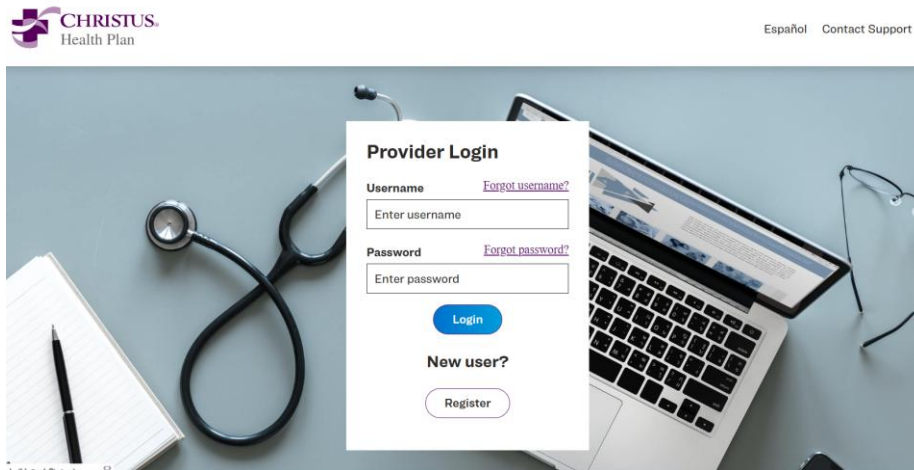 CHRISTUS®
Health Plan
Español Contact Support
Provider Login
Username Forgot username?
Enter username
Password Forgot password?
Enter password
Login
New user?
Register